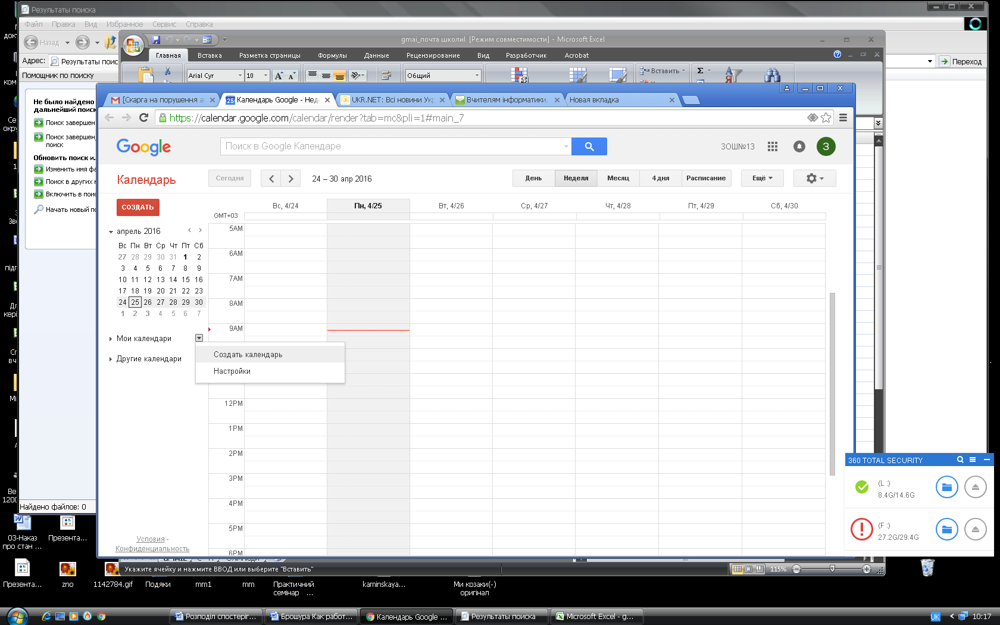 Результаты поиска
Файл Правка Вид Избранное Сервис Справка
Назад
Адрес: Результаты поис
Переход
Помощник по поиску
Не было найдено
дальнейший поиск
Поиск завершен
Поиск завершен,
поиск
Обновить поиск и..
Изменить имя фа
Поиск в других м
Включить в поис
Начать новый по
Найдено файлов: 0
gmai_почта школиl [Режим совместимости] - Microsoft Excel
Главная Вставка Разметка страницы Формулы Данные Рецензирование Вид Разработчик Acrobat
Arial Cyr 10 Общий Вставить
[Скарга на порушення а
Календарь Google - Нед
UKR.NET: Всі новини Укр
Вчителям інформатики.
Новая вкладка
https://calendar.google.com/calendar/render?tab=mc&pli=1#main_7
Google
Поиск в Google Календаре
ЗОШ№13
З
Календарь
Сегодня
24 – 30 апр 2016
День Неделя Месяц 4 дня Расписание Ещё
СОЗДАТЬ
апрель 2016
Вс Пн Вт Ср Чт Пт Сб
27 28 29 30 31 1 2
3 4 5 6 7 8 9
10 11 12 13 14 15 16
17 18 19 20 21 22 23
24 25 26 27 28 29 30
1 2 3 4 5 6 7
Мои календари
Создать календарь
Настройки
Другие календари
Условия -
Конфиденциальность
Вс, 4/24 Пн, 4/25 Вт, 4/26 Ср, 4/27 Чт, 4/28 Пт, 4/29 Сб, 4/30
GMT+03
5AM
6AM
7AM
8AM
9AM
12PM
1PM
2PM
3PM
4PM
5PM
6PM
360 TOTAL SECURITY
(L :)
8.4G/14.6G
(F :)
27.2G/29.4G
Укажите ячейку и нажмите ВВОД или выберите "Вставить"
115%
03-Наказ
про стан ...
Презента...
Презента...
zno
1142784.gif
Подяки
mm1
mm
Практичний
семінар ...
kaminskaya...
Ми козаки(-)
оригінал
Розподіл спостеріг...
Брошура Как работ...
Календарь Google ...
Результаты поиска
Microsoft Excel - g...
UK
10:17